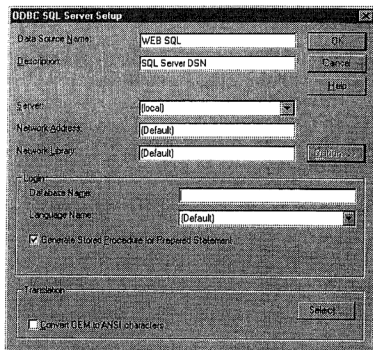 ODBC SQL Server Setup
Data Source Name: WEB SQL OK
Description: SQL Server DSN Cancel
Help
Server: (local)
Network Address: (Default)
Network Library: (Default) Options >>
Login
Database Name:
Language Name: (Default)
Generate Stored Procedure for Prepared Statement
Translation
Select...
Convert OEM to ANSI characters